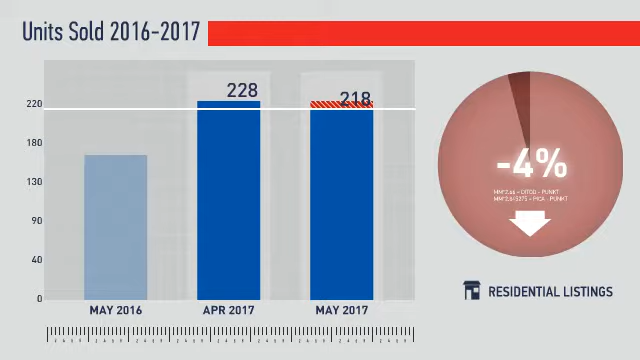 Units Sold 2016-2017
228
218
220
180
130
90
40
0
MAY 2016
APR 2017
MAY 2017
-4%
RESIDENTIAL LISTINGS